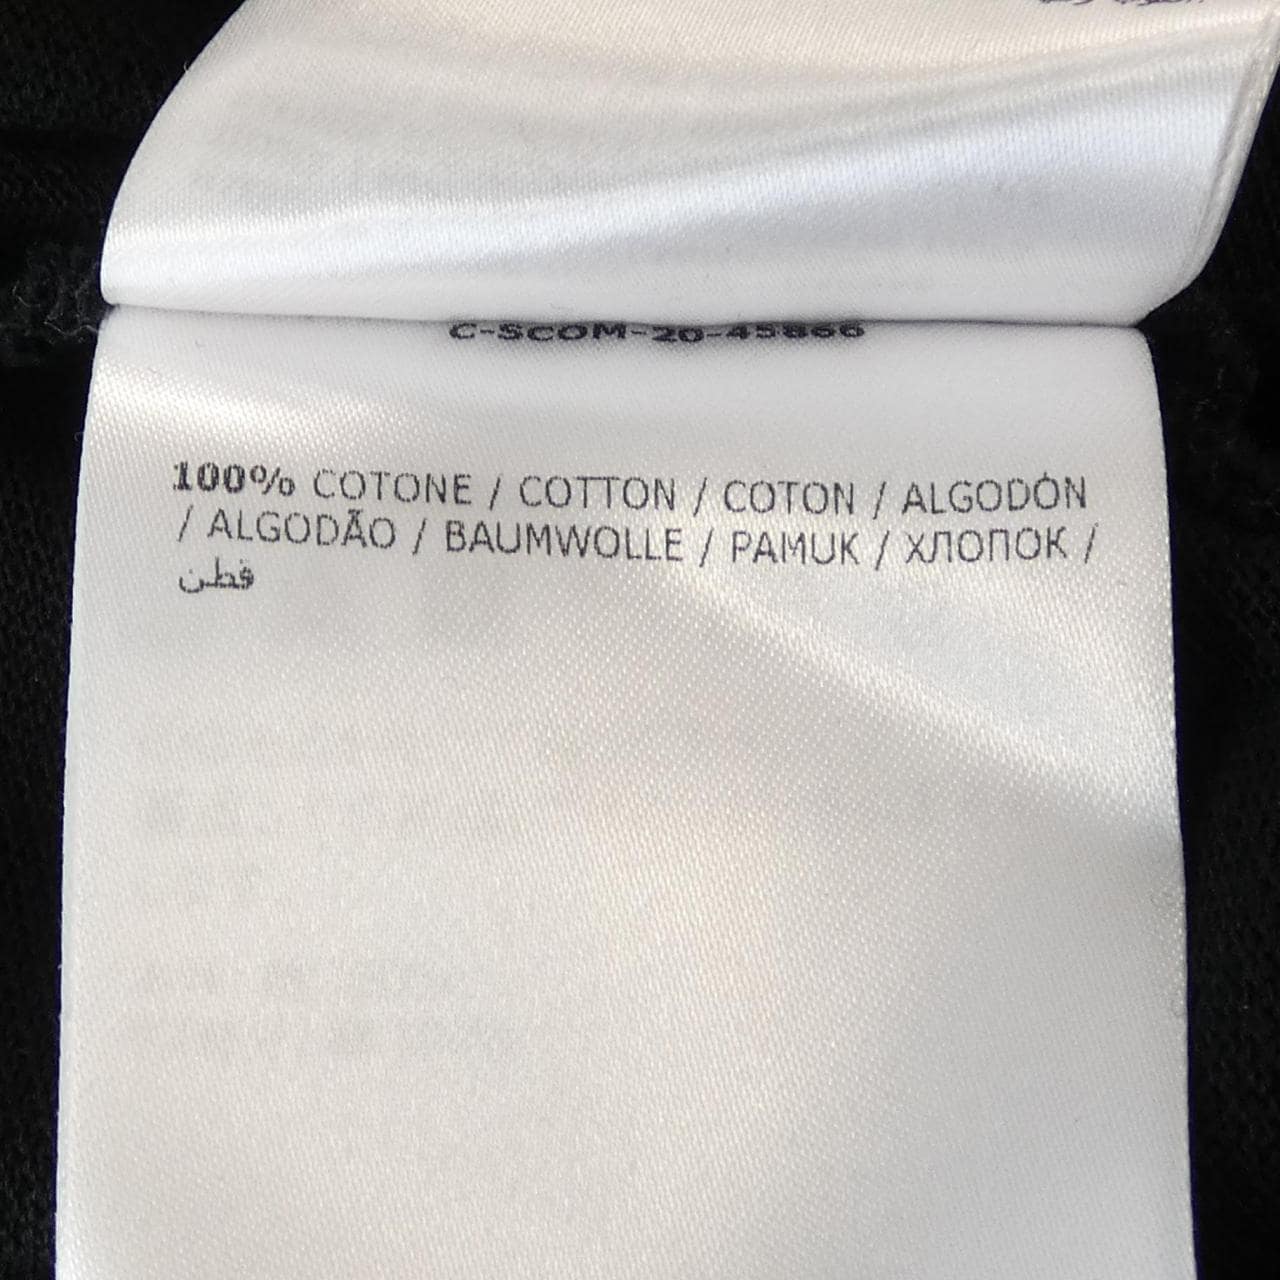 C-SCOM-20-45866
100% COTONE / COTTON / COTON / ALGODÓN
/ ALGODÃO / BAUMWOLLE / PAMUK / ХЛОПОК /
قطن